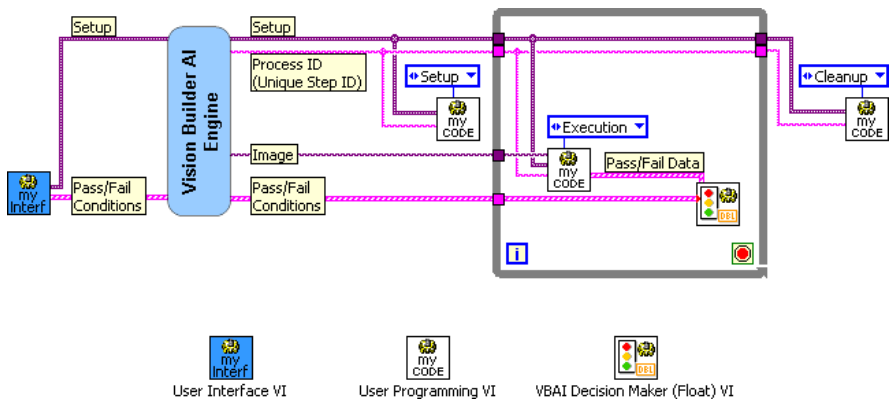 Setup
Setup
Vision Builder AI
Engine
Process ID
(Unique Step ID)
Setup
my
CODE
Cleanup
my
CODE
Execution
my
CODE
Image
Pass/Fail Data
my
Interf
Pass/Fail
Conditions
Pass/Fail
Conditions
DBL
i
my
Interf
User Interface VI
my
CODE
User Programming VI
DBL
VBAI Decision Maker (Float) VI